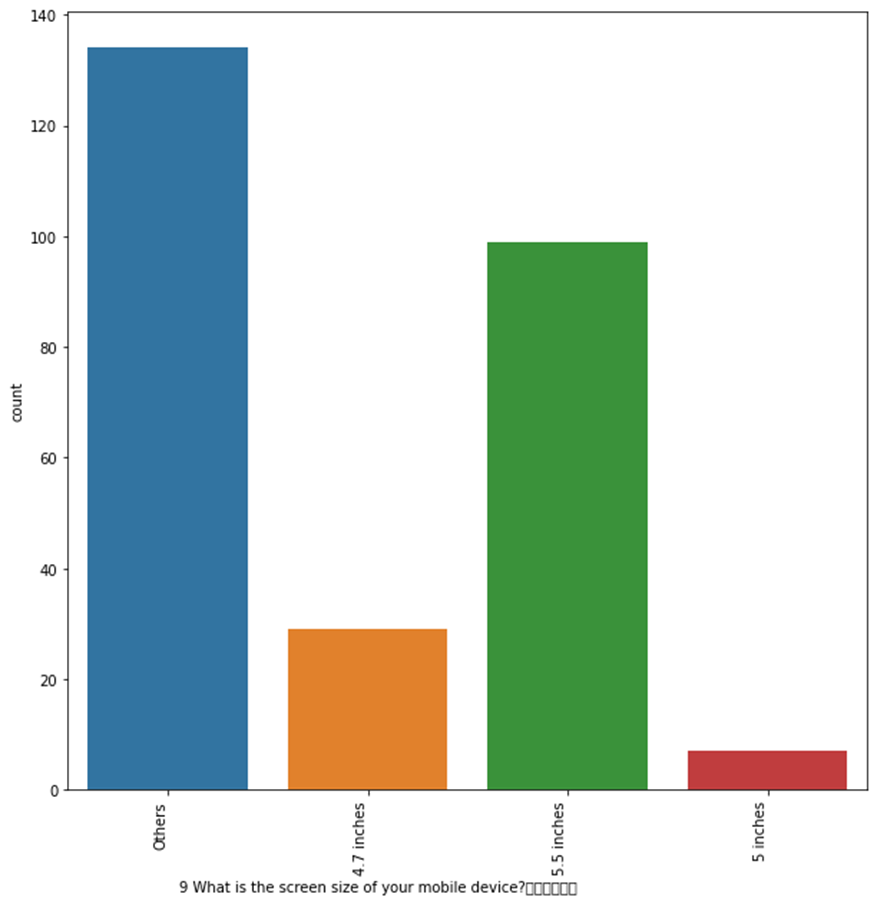 140
120
100
80
60
40
20
0
count
Others
4.7 inches
5.5 inches
5 inches
9 What is the screen size of your mobile device?